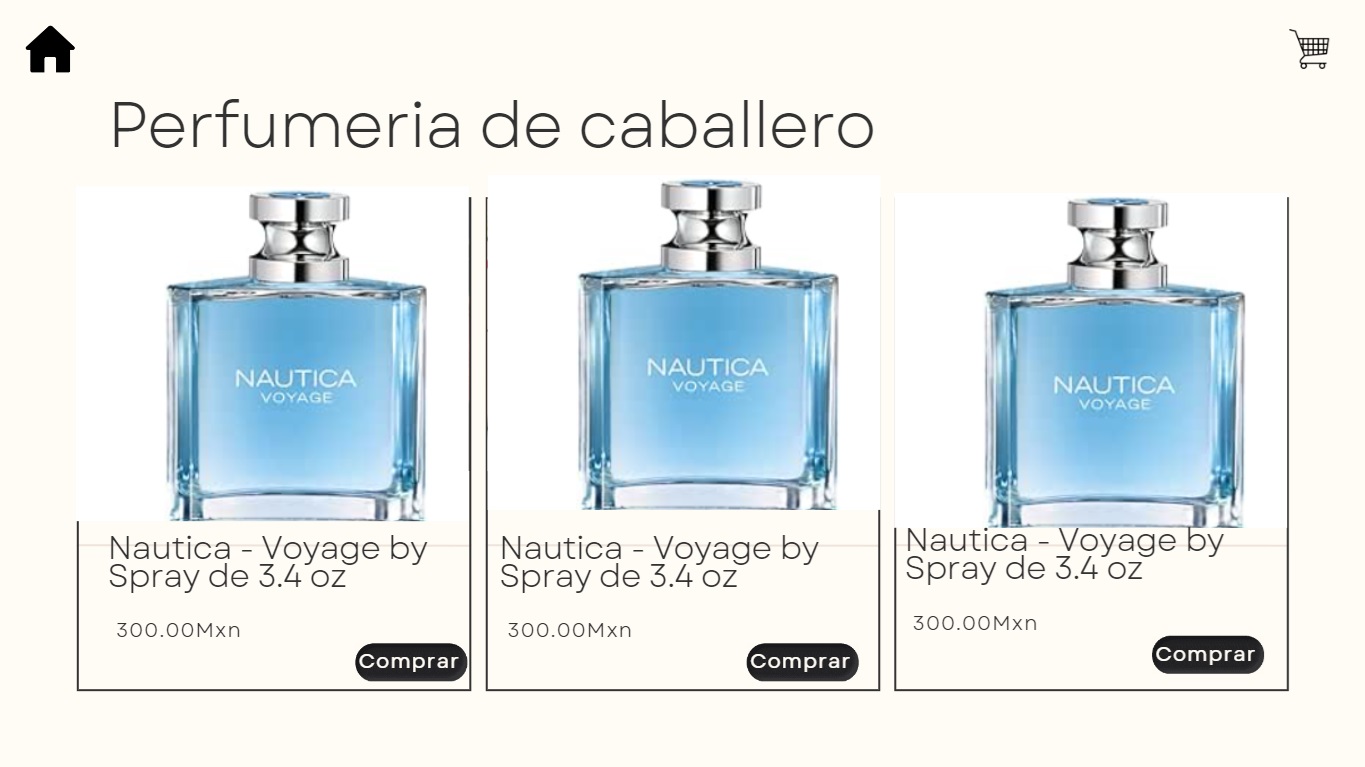 Perfumeria de caballero
NAUTICA
VOYAGE
Nautica - Voyage by
Spray de 3.4 oz
300.00Mxn
Comprar
NAUTICA
VOYAGE
Nautica - Voyage by
Spray de 3.4 oz
300.00Mxn
Comprar
NAUTICA
VOYAGE
Nautica - Voyage by
Spray de 3.4 oz
300.00Mxn
Comprar